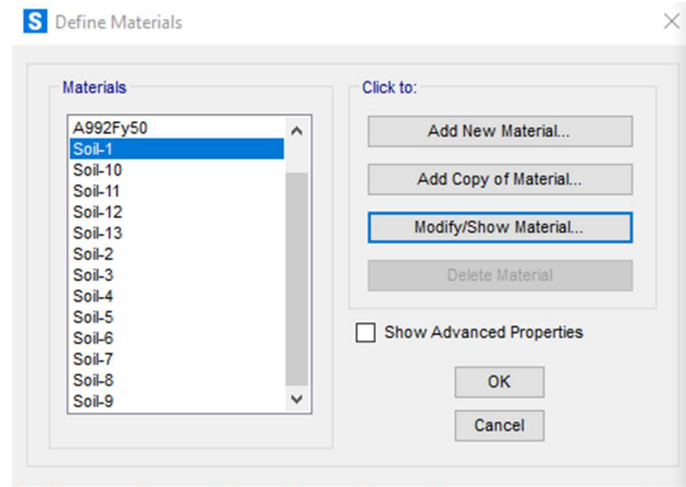 S Define Materials
Materials
A992Fy50
Soil-1
Soil-10
Soil-11
Soil-12
Soil-13
Soil-2
Soil-3
Soil-4
Soil-5
Soil-6
Soil-7
Soil-8
Soil-9
Click to:
Add New Material...
Add Copy of Material...
Modify/Show Material...
Delete Material
Show Advanced Properties
OK
Cancel